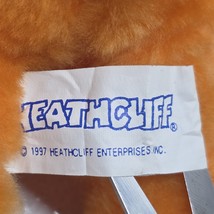 HEATHCLIFF®
© 1997 HEATHCLIFF ENTERPRISES INC.